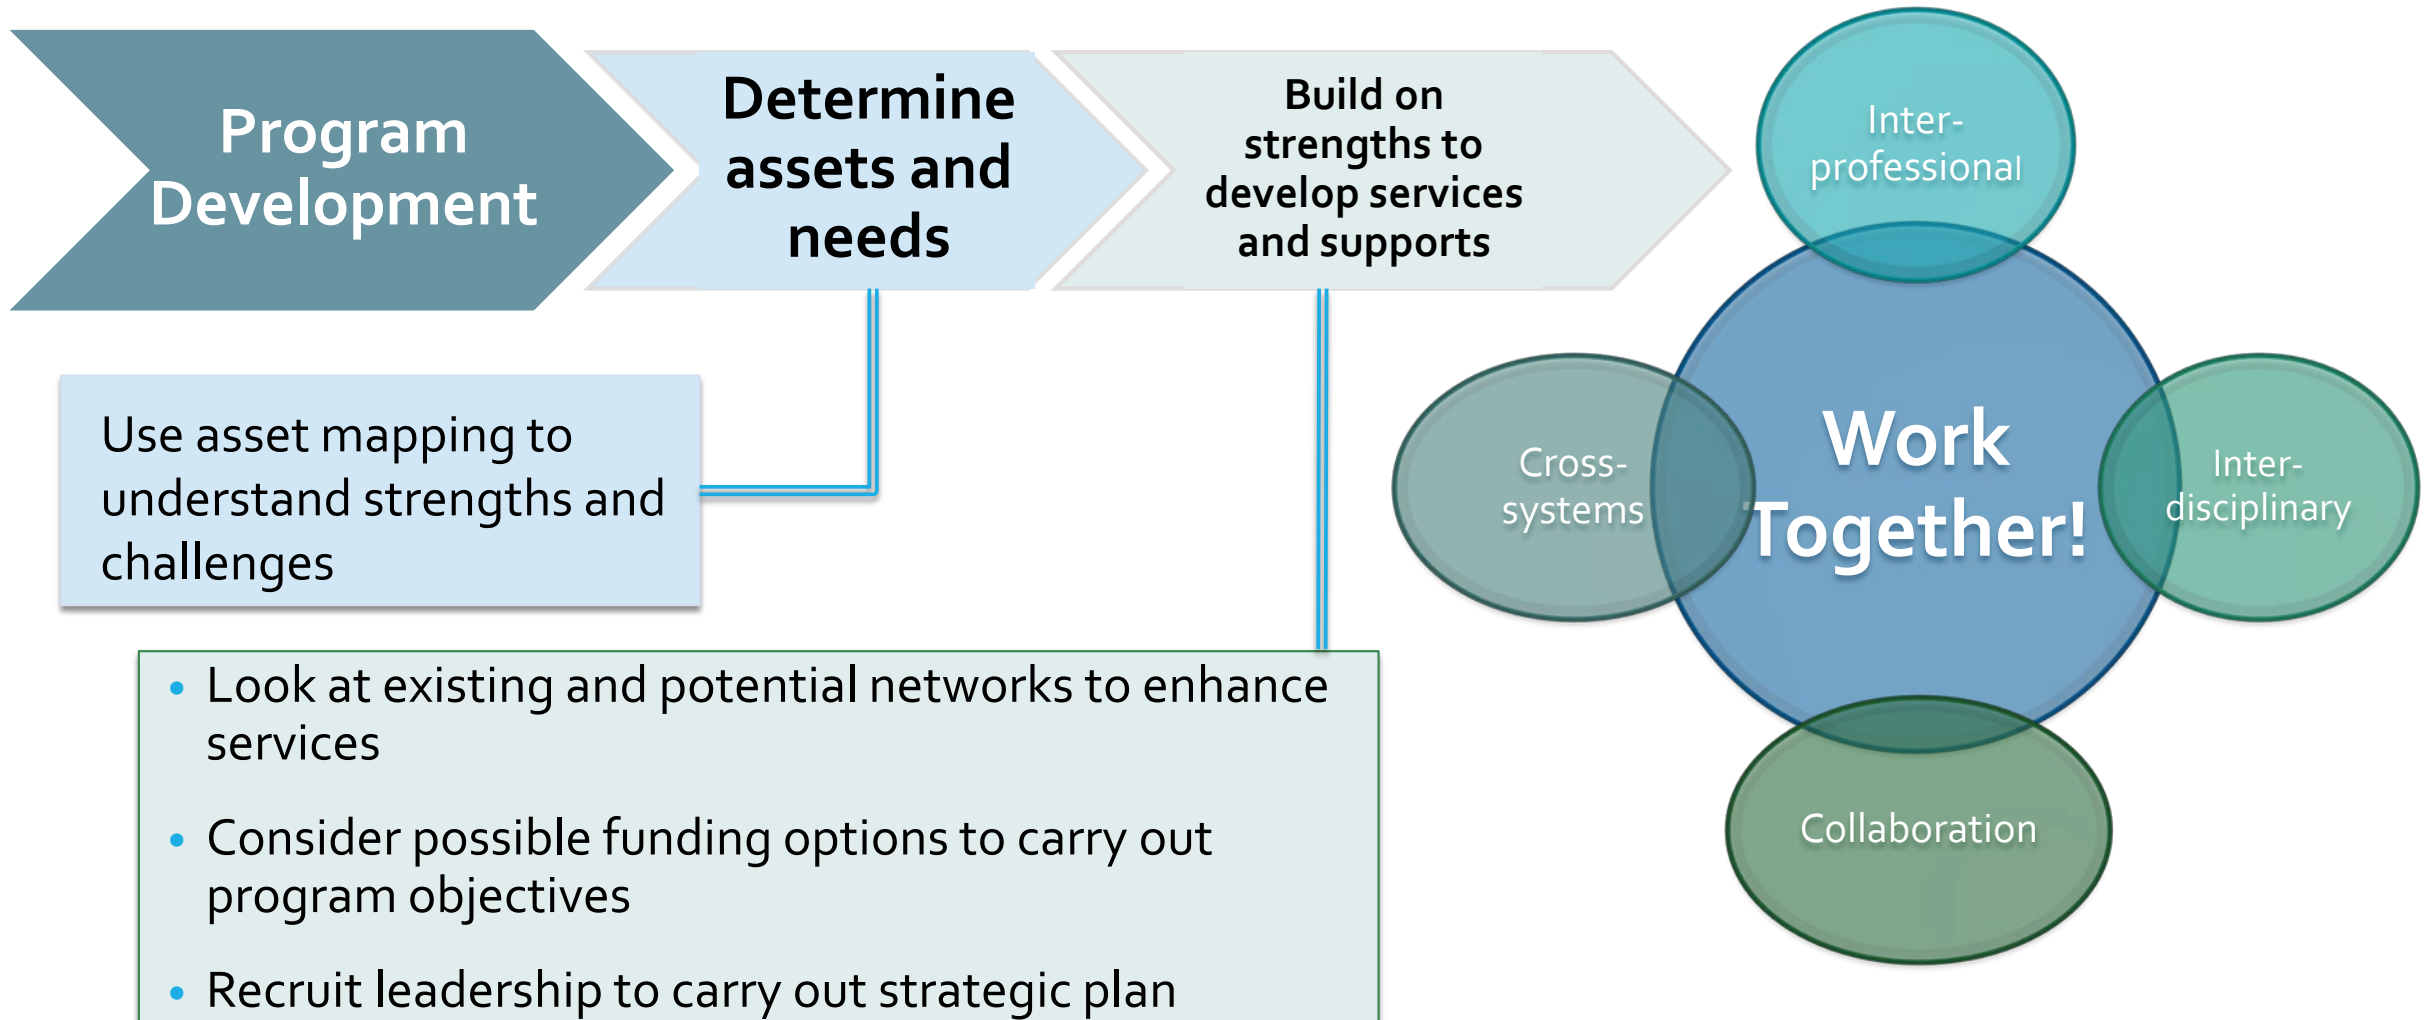 Program
Development
Determine
assets and
needs
Build on
strengths to
develop services
and supports
Use asset mapping to
understand strengths and
challenges
• Look at existing and potential networks to enhance
services
• Consider possible funding options to carry out
program objectives
• Recruit leadership to carry out strategic plan
Inter-
professional
Cross-
systems
Work
Together!
Inter-
disciplinary
Collaboration